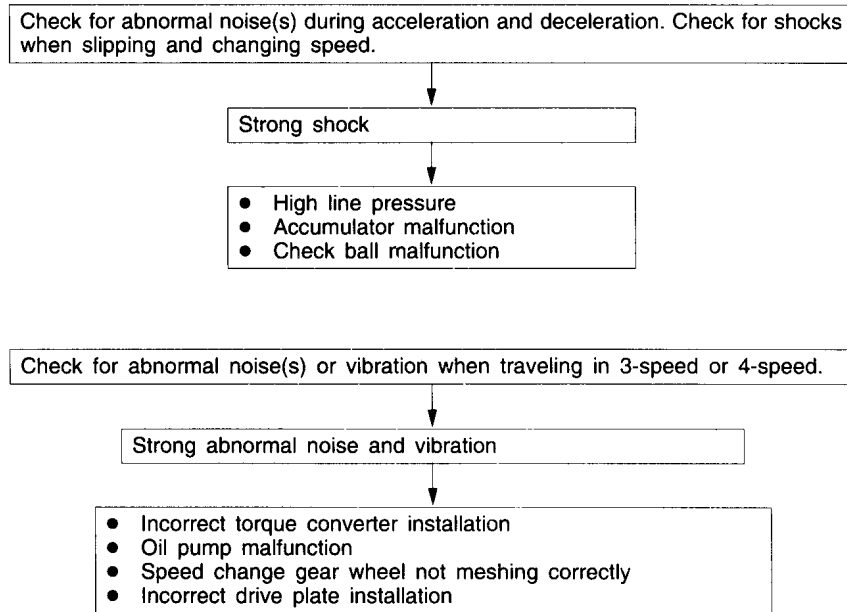 Check for abnormal noise(s) during acceleration and deceleration. Check for shocks
when slipping and changing speed.
Strong shock
● High line pressure
● Accumulator malfunction
● Check ball malfunction
Check for abnormal noise(s) or vibration when traveling in 3-speed or 4-speed.
Strong abnormal noise and vibration
● Incorrect torque converter installation
● Oil pump malfunction
● Speed change gear wheel not meshing correctly
● Incorrect drive plate installation